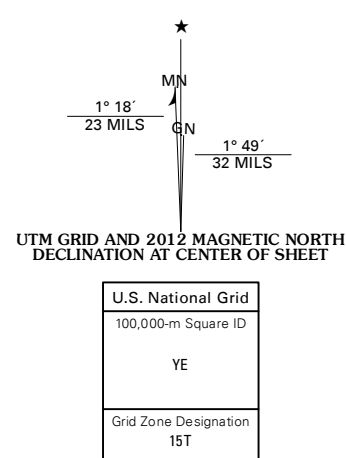 MN
1° 18´
23 MILS
GN
1° 49´
32 MILS
UTM GRID AND 2012 MAGNETIC NORTH
DECLINATION AT CENTER OF SHEET
U.S. National Grid
100,000-m Square ID
YE
Grid Zone Designation
15T